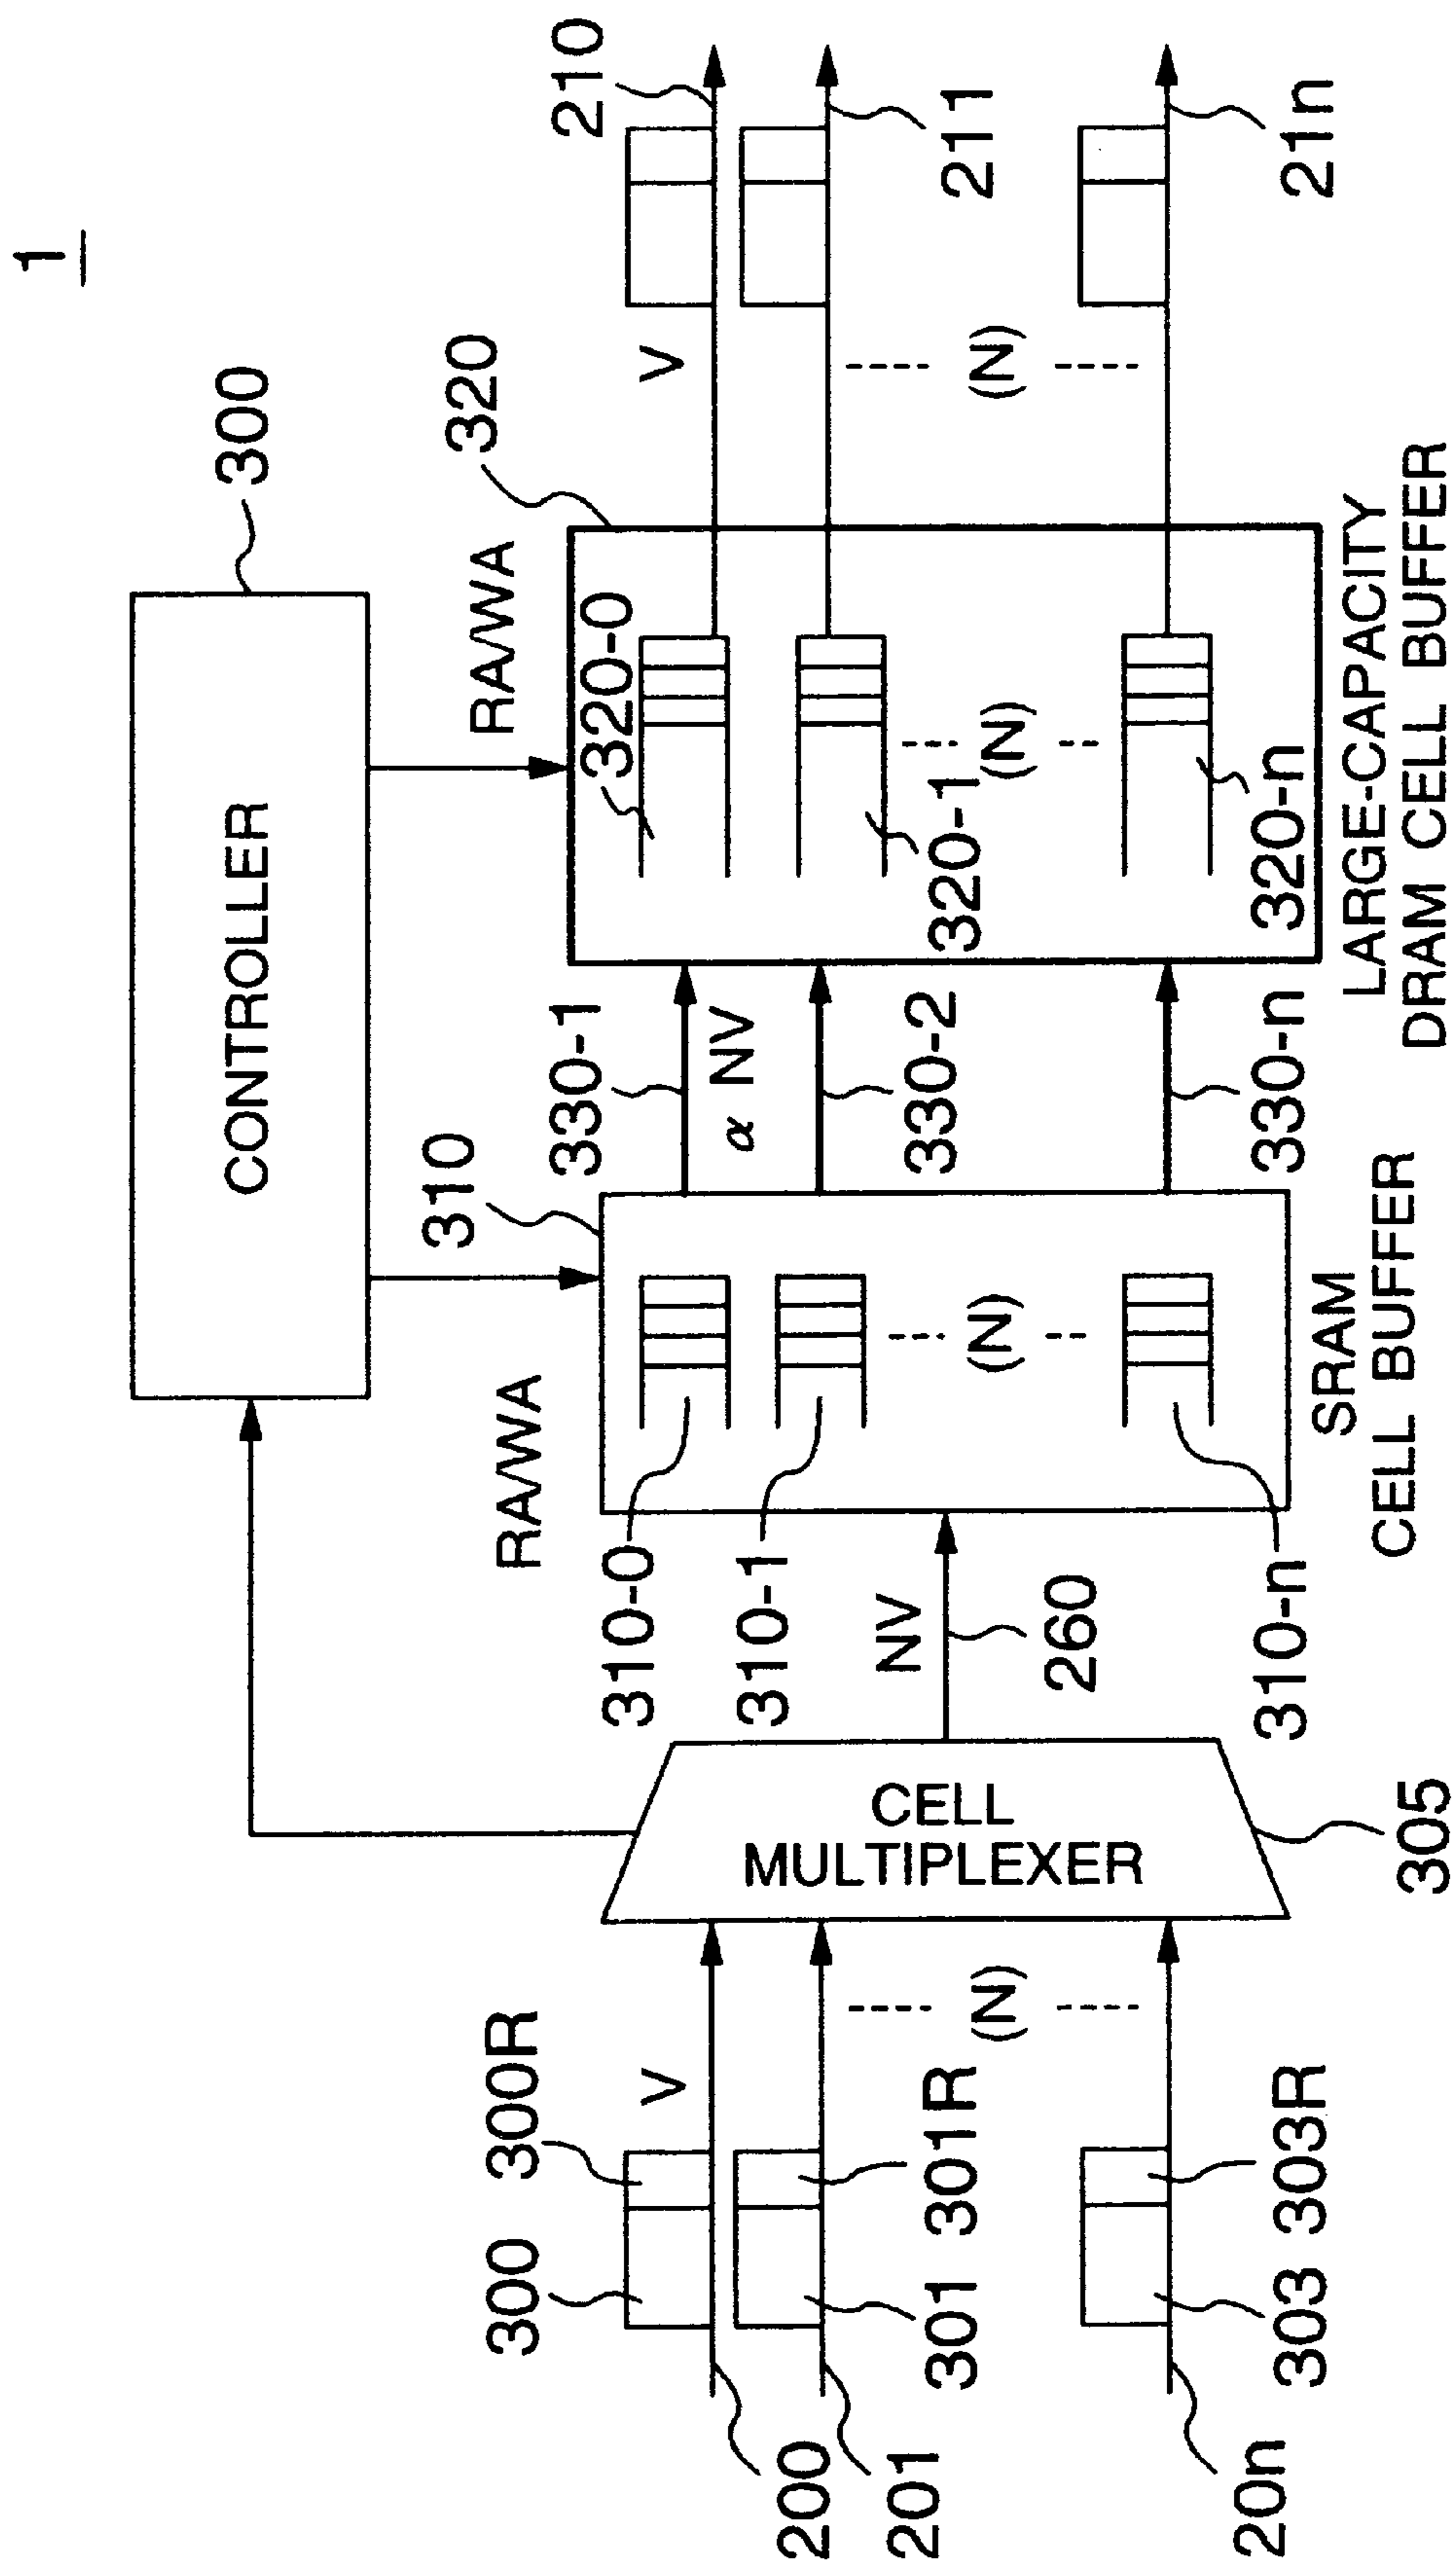 1
CONTROLLER
300
RA/WA
310
RA/WA
320
300
300R
V
200
301
301R
201
(N)
303
303R
20n
CELL
MULTIPLEXER
305
NV
260
310-0
310-1
(N)
310-n
SRAM
CELL BUFFER
330-1
α NV
330-2
330-n
320-0
320-1
(N)
320-n
LARGE-CAPACITY
DRAM CELL BUFFER
V
210
211
(N)
21n